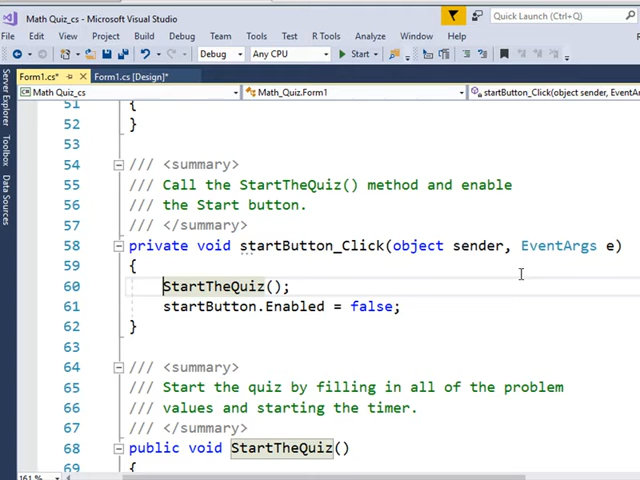 Math Quiz_cs - Microsoft Visual Studio
Quick Launch (Ctrl+Q)
File Edit View Project Build Debug Team Tools Test R Tools Analyze Window Help
Debug Any CPU Start
Form1.cs* Form1.cs [Design]*
Math Quiz_cs Math_Quiz.Form1 startButton_Click(object sender, EventAr
Server Explorer
Toolbox
Data Sources
51 {
52 }
53
54 /// <summary>
55 /// Call the StartTheQuiz() method and enable
56 /// the Start button.
57 /// </summary>
58 private void startButton_Click(object sender, EventArgs e)
59 {
60 StartTheQuiz();
61 startButton.Enabled = false;
62 }
63
64 /// <summary>
65 /// Start the quiz by filling in all of the problem
66 /// values and starting the timer.
67 /// </summary>
68 public void StartTheQuiz()
69 {
161 %